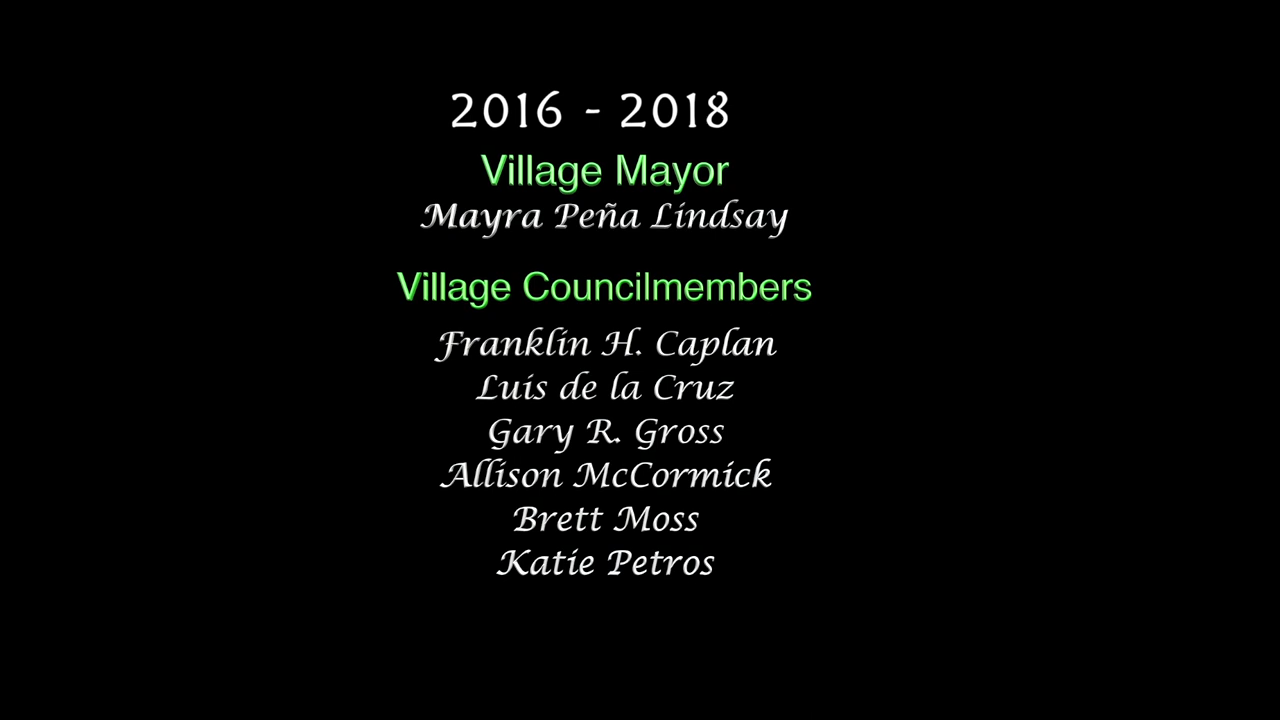 2016 - 2018
Village Mayor
Mayra Peña Lindsay
Village Councilmembers
Franklin H. Caplan
Luis de la Cruz
Gary R. Gross
Allison McCormick
Brett Moss
Katie Petros